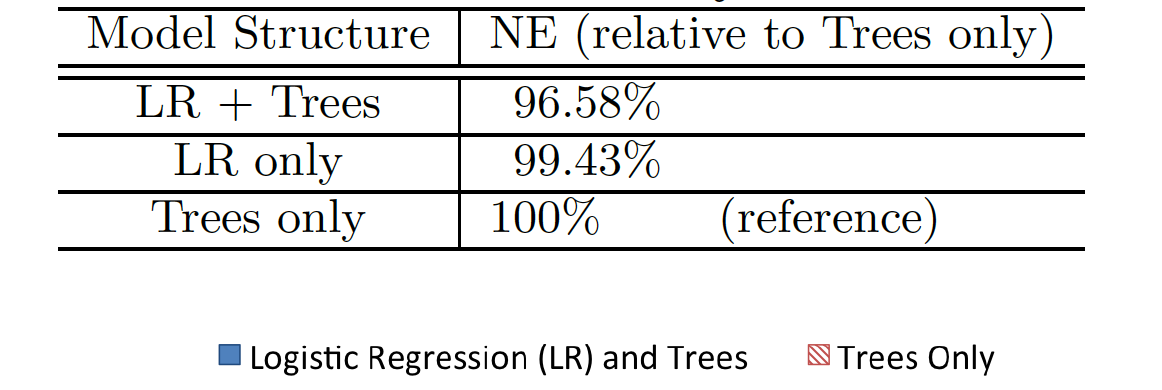 Model Structure NE (relative to Trees only)
LR + Trees 96.58%
LR only 99.43%
Trees only 100% (reference)
Logistic Regression (LR) and Trees Trees Only